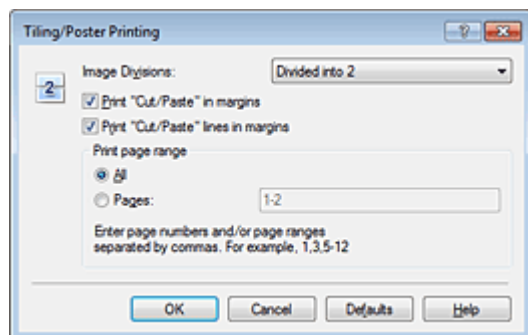 Tiling/Poster Printing
Image Divisions: Divided into 2
2
Print "Cut/Paste" in margins
Print "Cut/Paste" lines in margins
Print page range
All
Pages: 1-2
Enter page numbers and/or page ranges
separated by commas. For example, 1,3,5-12
OK Cancel Defaults Help